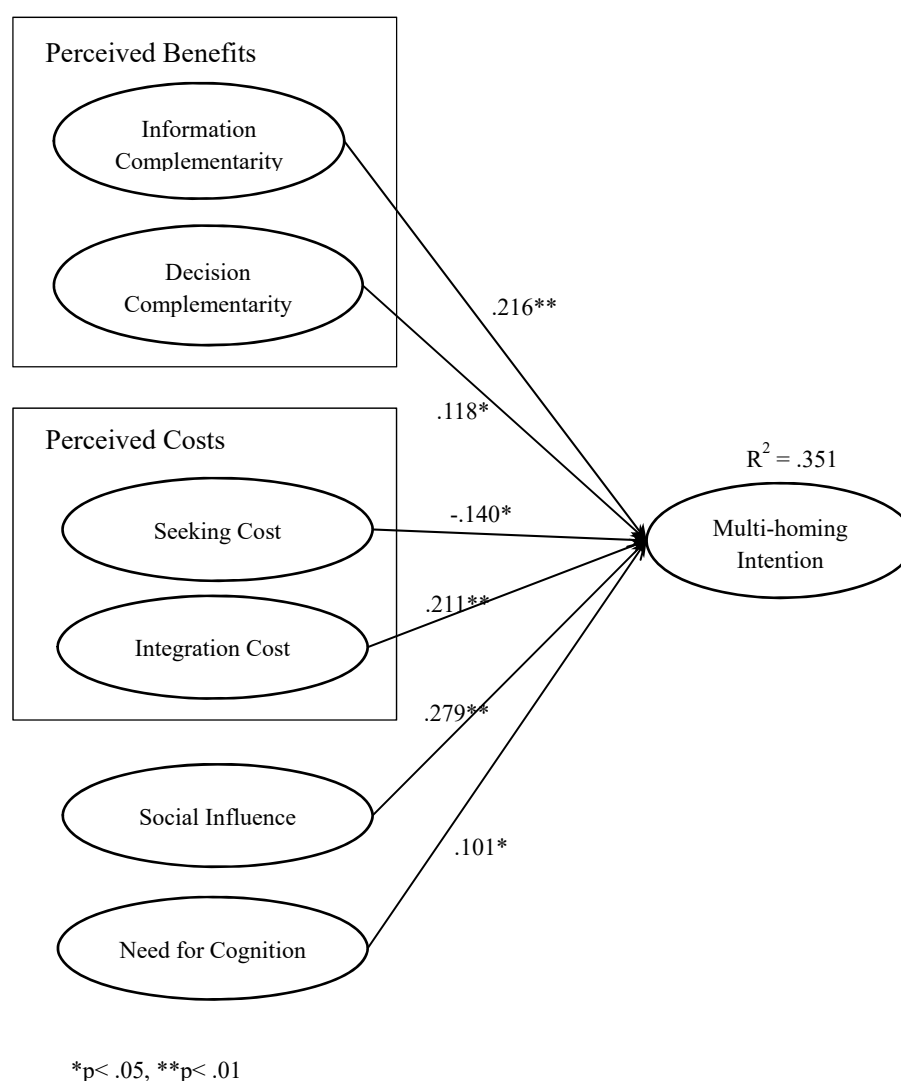 Perceived Benefits
Information
Complementarity
Decision
Complementarity
.216**
.118*
Perceived Costs
R² = .351
Seeking Cost
-.140*
Multi-homing
Intention
.211**
Integration Cost
.279**
Social Influence
.101*
Need for Cognition
*p< .05, **p< .01